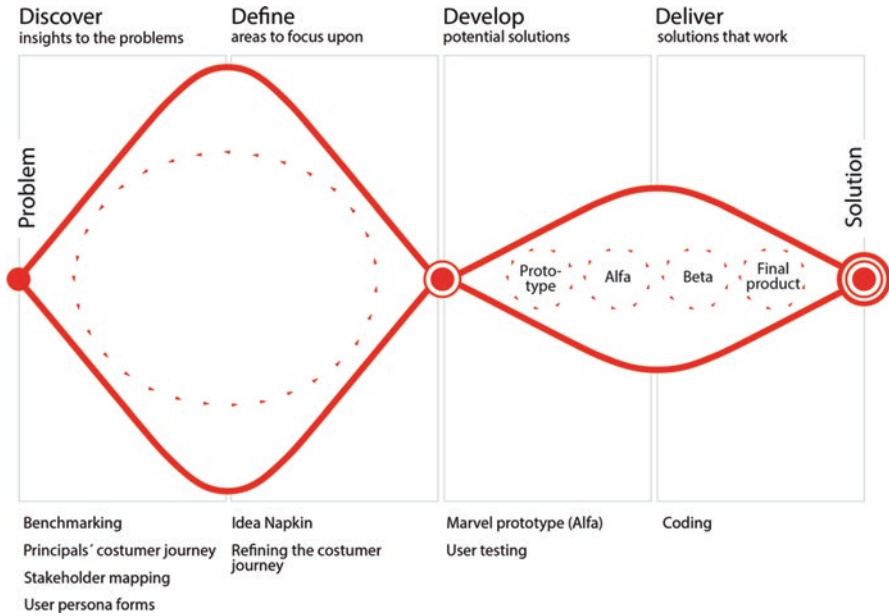 Discover
insights to the problems
Define
areas to focus upon
Develop
potential solutions
Deliver
solutions that work
Problem
Proto-
type
Alfa
Beta
Final
product
Solution
Benchmarking
Principals´ costumer journey
Stakeholder mapping
User persona forms
Idea Napkin
Refining the costumer
journey
Marvel prototype (Alfa)
User testing
Coding